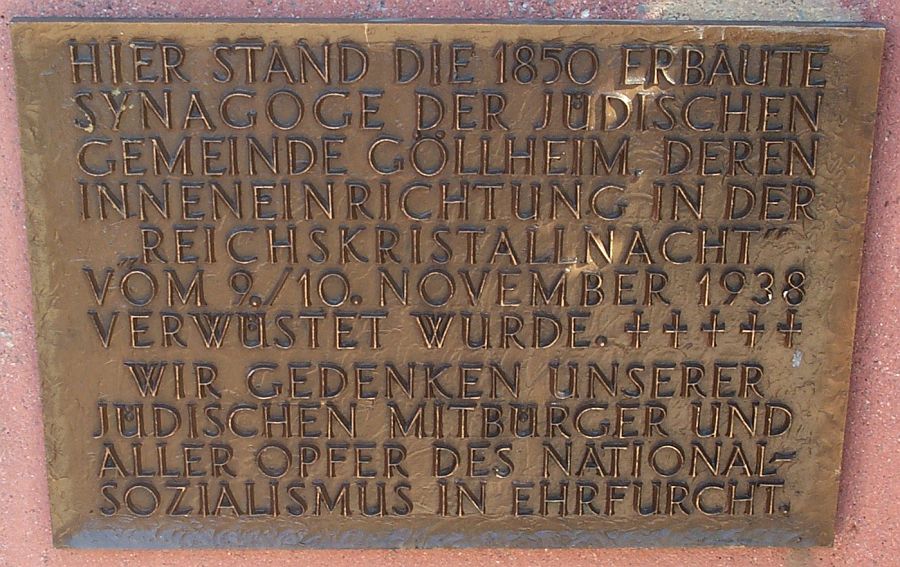 HIER STAND DIE 1850 ERBAUTE
SYNAGOGE DER JÜDISCHEN
GEMEINDE GÖLLHEIM DEREN
INNENEINRICHTUNG IN DER
„REICHSKRISTALLNACHT“
VOM 9./10. NOVEMBER 1938
VERWÜSTET WURDE. +++++
WIR GEDENKEN UNSERER
JÜDISCHEN MITBÜRGER UND
ALLER OPFER DES NATIONAL-
SOZIALISMUS IN EHRFURCHT.